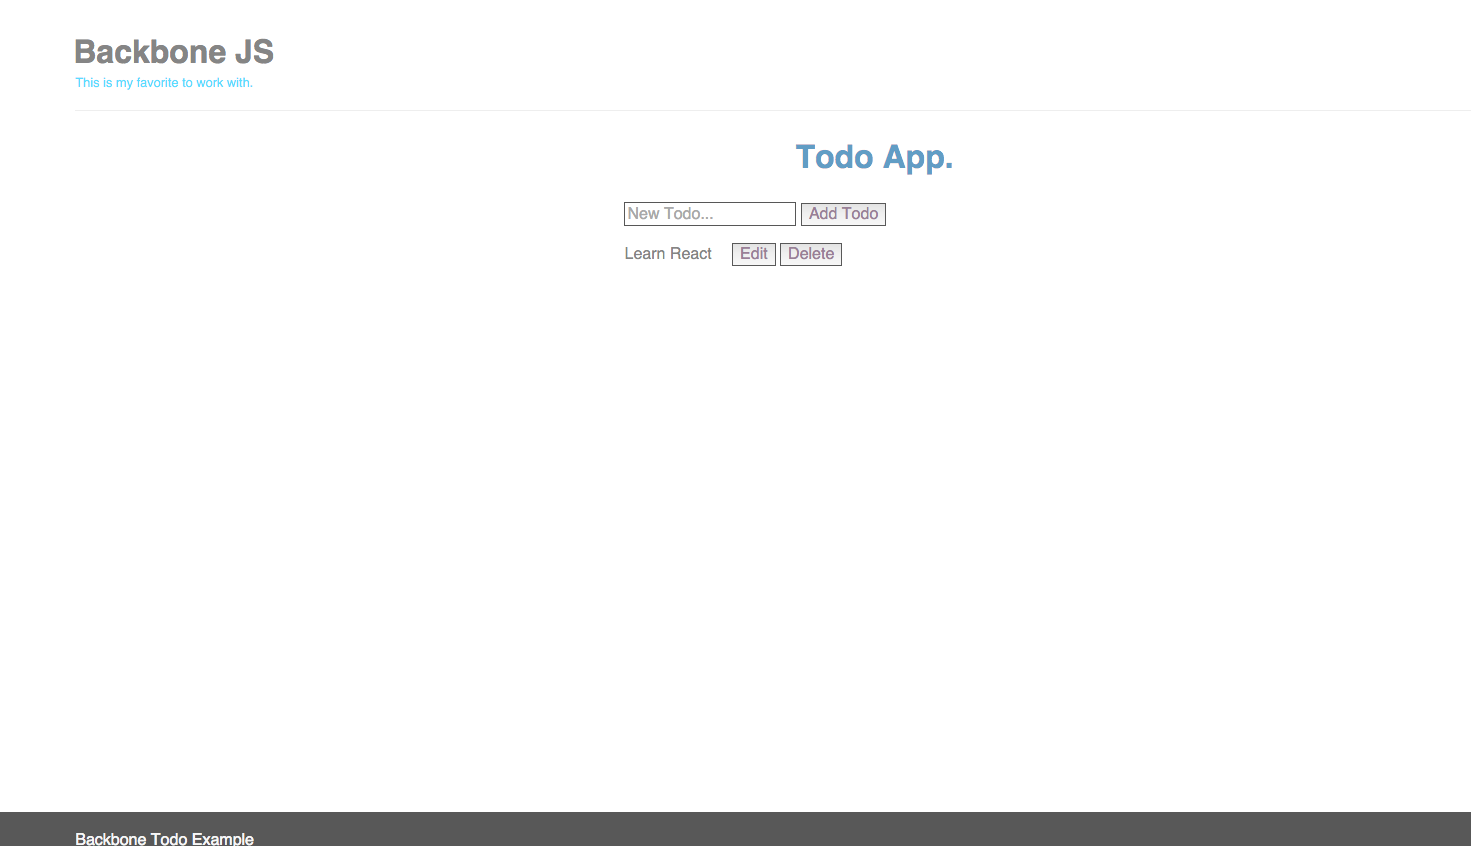 Backbone JS
This is my favorite to work with.
Todo App.
New Todo... Add Todo
Learn React Edit Delete
Backbone Todo Example